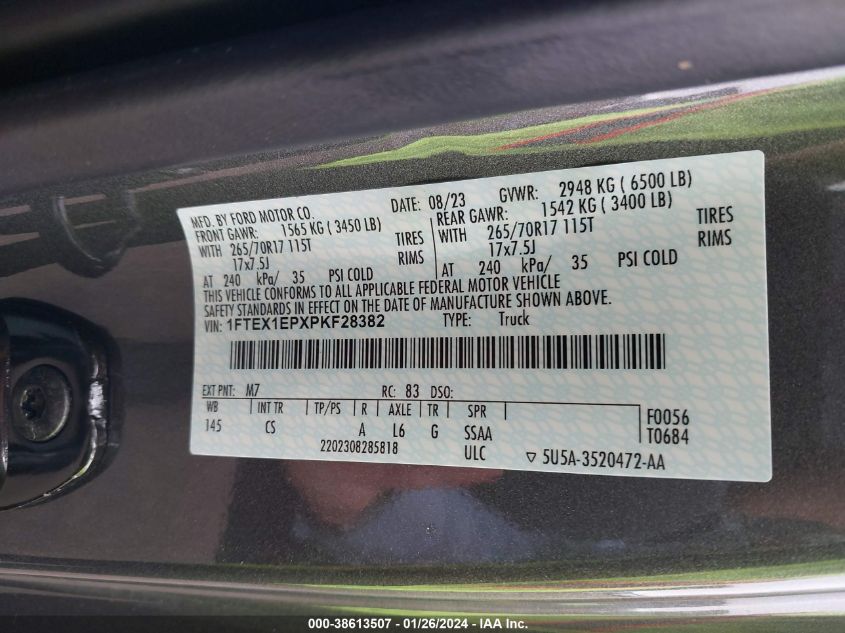 MFD. BY FORD MOTOR CO. DATE: 08/23 GVWR: 2948 KG ( 6500 LB)
FRONT GAWR: 1565 KG ( 3450 LB) REAR GAWR: 1542 KG ( 3400 LB)
WITH 265/70R17 115T TIRES WITH 265/70R17 115T TIRES
17x7.5J RIMS 17x7.5J RIMS
AT 240 kPa/ 35 PSI COLD AT 240 kPa/ 35 PSI COLD
THIS VEHICLE CONFORMS TO ALL APPLICABLE FEDERAL MOTOR VEHICLE
SAFETY STANDARDS IN EFFECT ON THE DATE OF MANUFACTURE SHOWN ABOVE.
VIN: 1FTEX1EPXPKF28382 TYPE: Truck
EXT PNT: M7 RC: 83 DSO:
WB INT TR TP/PS R AXLE TR SPR F0056
145 CS A L6 G SSAA T0684
2202308285818 ULC ▽ 5U5A-3520472-AA
000-38613507 - 01/26/2024 - IAA Inc.